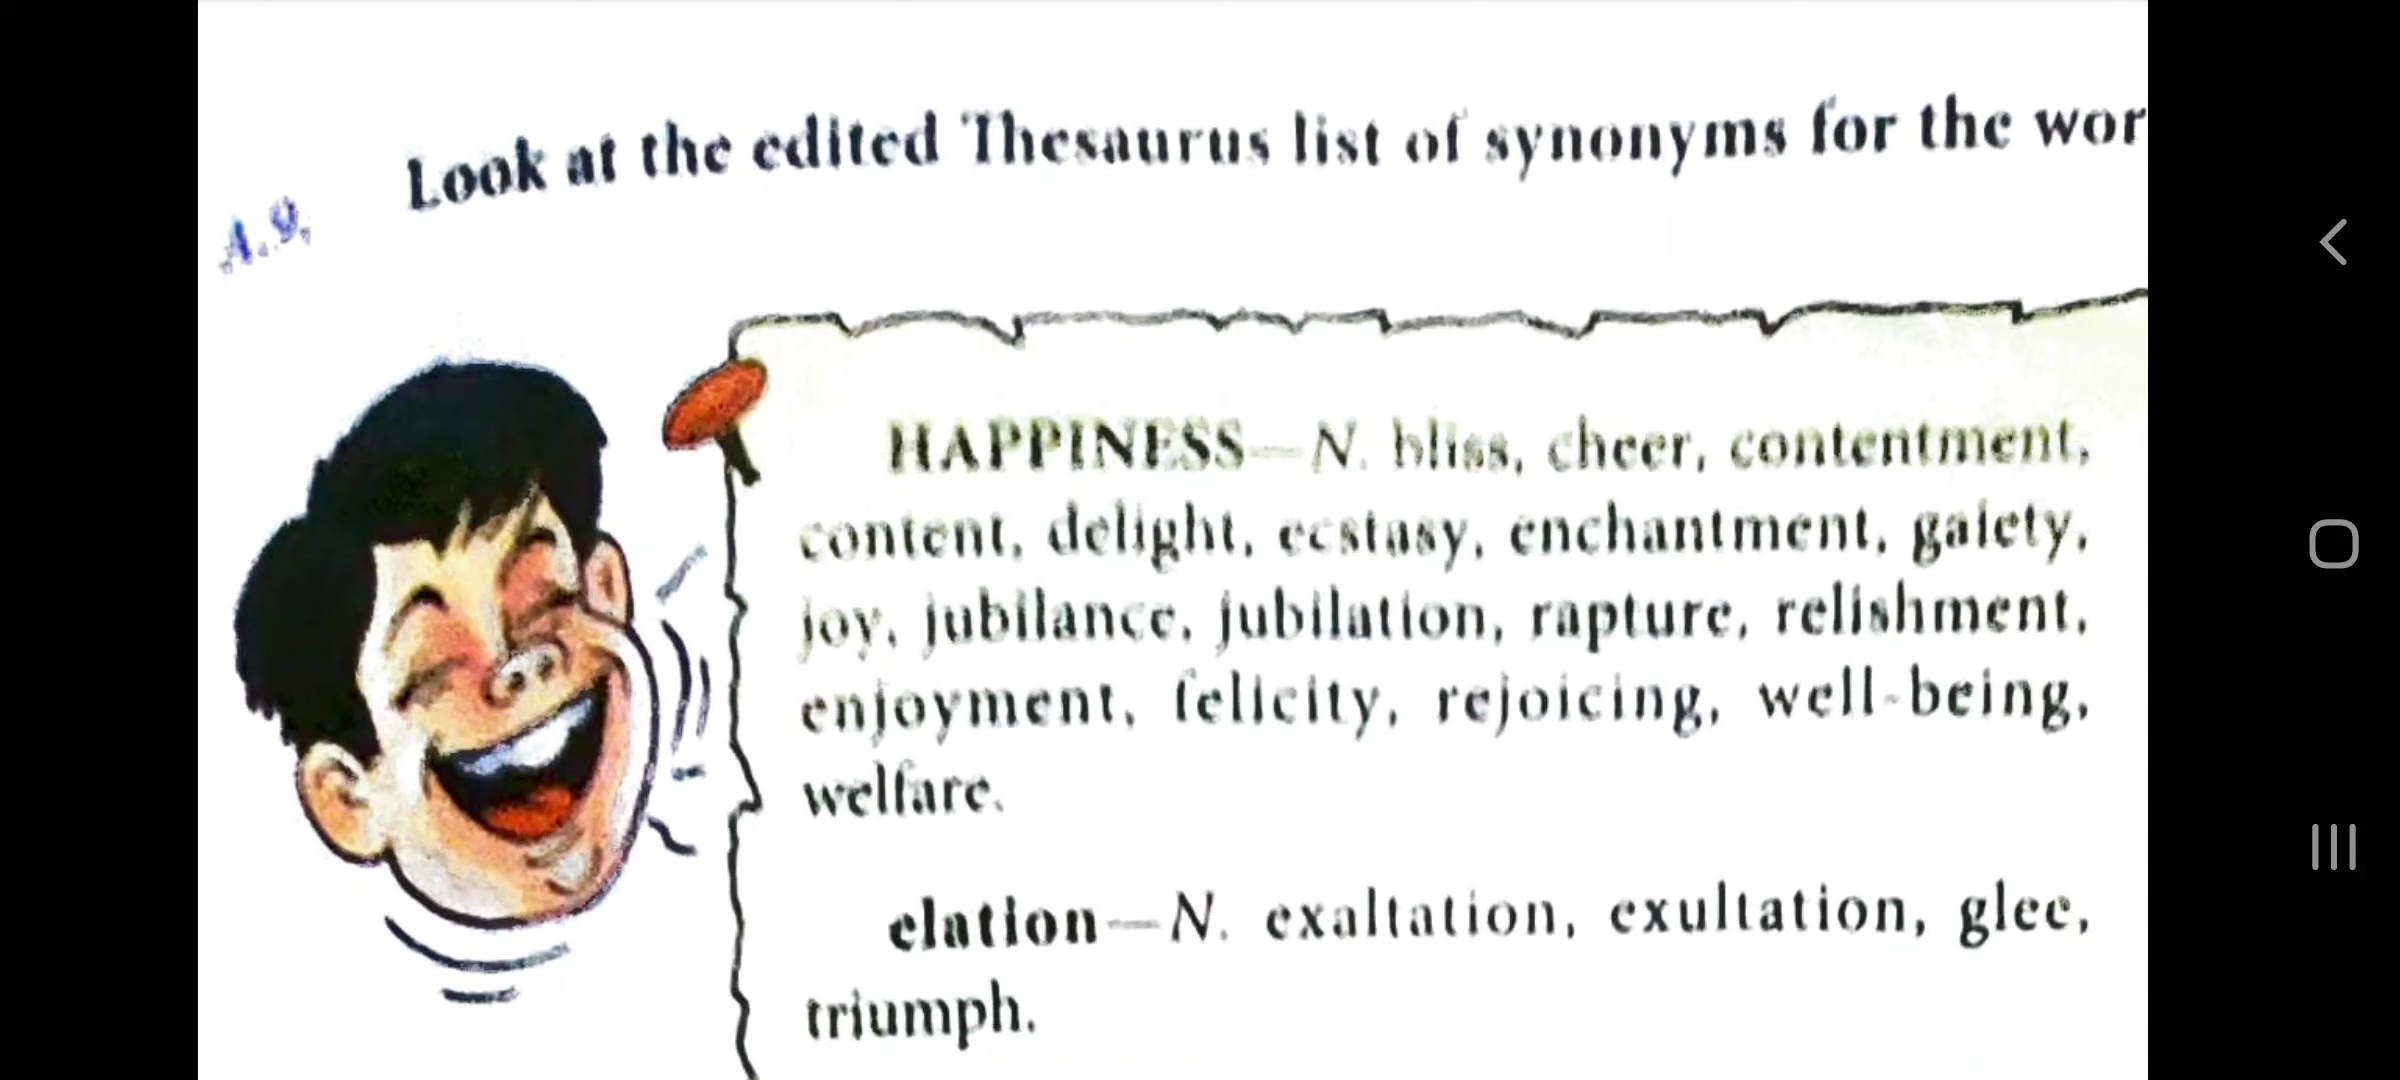 Look at the edited Thesaurus list of synonyms for the wor
A.9.
HAPPINESS—N. bliss, cheer, contentment,
content, delight, ecstasy, enchantment, gaiety,
joy, jubilance, jubilation, rapture, relishment,
enjoyment, felicity, rejoicing, well-being,
welfare.
elation—N. exaltation, exultation, glee,
triumph.